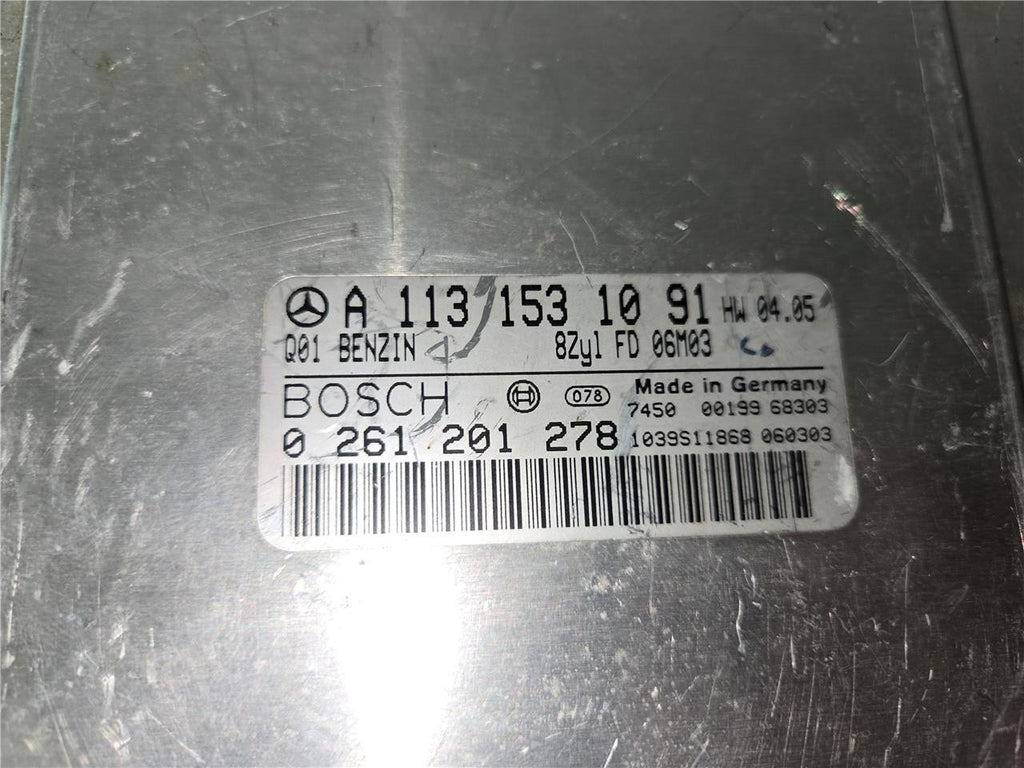 A 113 153 10 91 HW 04.05
Q01 BENZIN 8Zyl FD 06M03
BOSCH 078 Made in Germany
7450 00199 68303
0 261 201 278 1039S11868 060303